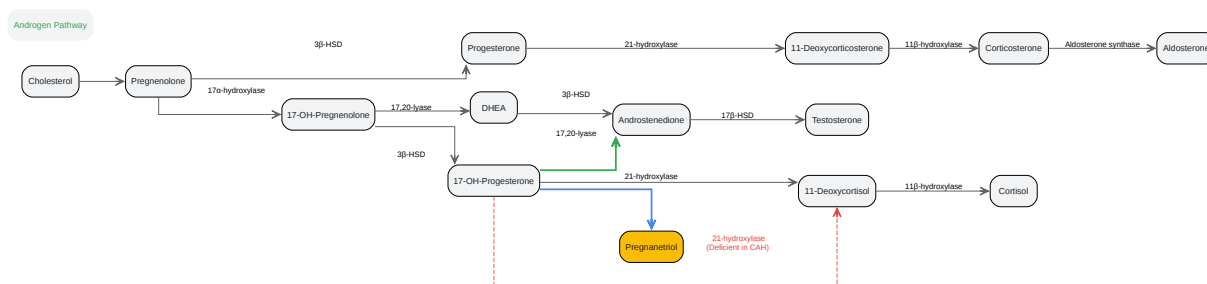 Androgen Pathway
3β-HSD
Progesterone
21-hydroxylase
11-Deoxycorticosterone
11β-hydroxylase
Corticosterone
Aldosterone synthase
Aldosterone
Cholesterol
Pregnenolone
17α-hydroxylase
17-OH-Pregnenolone
17,20-lyase
DHEA
3β-HSD
Androstenedione
17β-HSD
Testosterone
17,20-lyase
3β-HSD
17-OH-Progesterone
21-hydroxylase
11-Deoxycortisol
11β-hydroxylase
Cortisol
Pregnanetriol
21-hydroxylase
(Deficient in CAH)